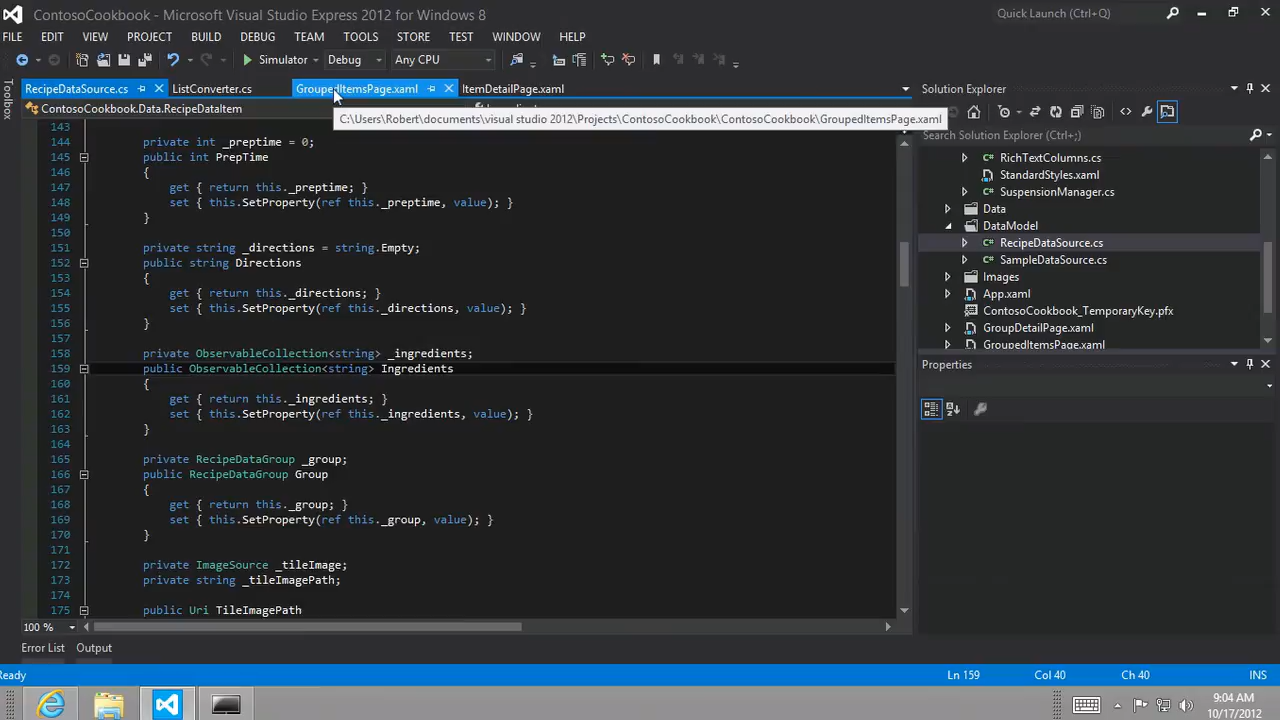 ContosoCookbook - Microsoft Visual Studio Express 2012 for Windows 8
Quick Launch (Ctrl+Q)
FILE EDIT VIEW PROJECT BUILD DEBUG TEAM TOOLS STORE TEST WINDOW HELP
Simulator Debug Any CPU
Toolbox
RecipeDataSource.cs ListConverter.cs GroupedItemsPage.xaml ItemDetailPage.xaml
ContosoCookbook.Data.RecipeDataItem
C:\Users\Robert\documents\visual studio 2012\Projects\ContosoCookbook\ContosoCookbook\GroupedItemsPage.xaml
143
144 private int _preptime = 0;
145 public int PrepTime
146 {
147 get { return this._preptime; }
148 set { this.SetProperty(ref this._preptime, value); }
149 }
150
151 private string _directions = string.Empty;
152 public string Directions
153 {
154 get { return this._directions; }
155 set { this.SetProperty(ref this._directions, value); }
156 }
157
158 private ObservableCollection<string> _ingredients;
159 public ObservableCollection<string> Ingredients
160 {
161 get { return this._ingredients; }
162 set { this.SetProperty(ref this._ingredients, value); }
163 }
164
165 private RecipeDataGroup _group;
166 public RecipeDataGroup Group
167 {
168 get { return this._group; }
169 set { this.SetProperty(ref this._group, value); }
170 }
171
172 private ImageSource _tileImage;
173 private string _tileImagePath;
174
175 public Uri TileImagePath
100 %
Solution Explorer
Search Solution Explorer
C# RichTextColumns.cs
StandardStyles.xaml
C# SuspensionManager.cs
Data
DataModel
C# RecipeDataSource.cs
C# SampleDataSource.cs
Images
App.xaml
ContosoCookbook_TemporaryKey.pfx
GroupDetailPage.xaml
GroupedItemsPage.xaml
Properties
Error List Output
Ready Ln 159 Col 40 Ch 40 INS
9:04 AM
10/17/2012